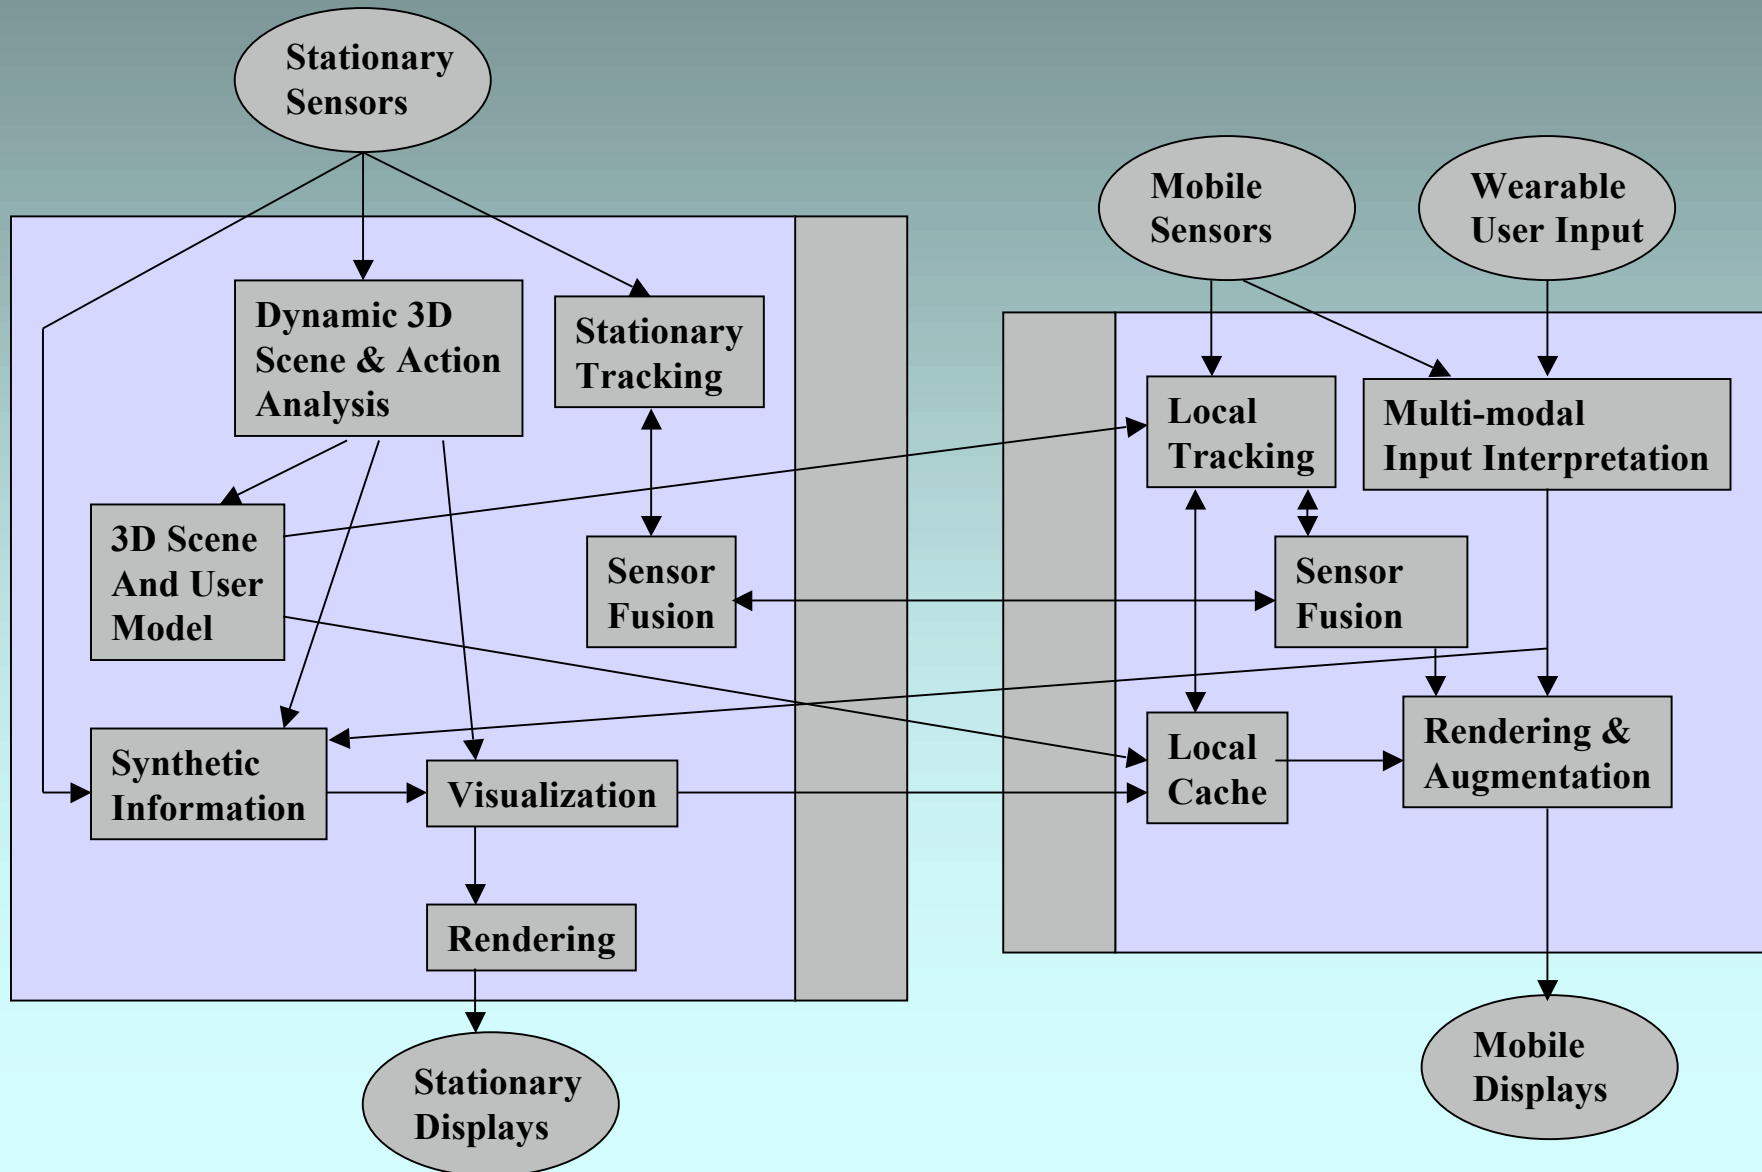 Stationary
Sensors
Mobile
Sensors
Wearable
User Input
Dynamic 3D
Scene & Action
Analysis
Stationary
Tracking
Local
Tracking
Multi-modal
Input Interpretation
3D Scene
And User
Model
Sensor
Fusion
Sensor
Fusion
Synthetic
Information
Visualization
Local
Cache
Rendering &
Augmentation
Rendering
Stationary
Displays
Mobile
Displays